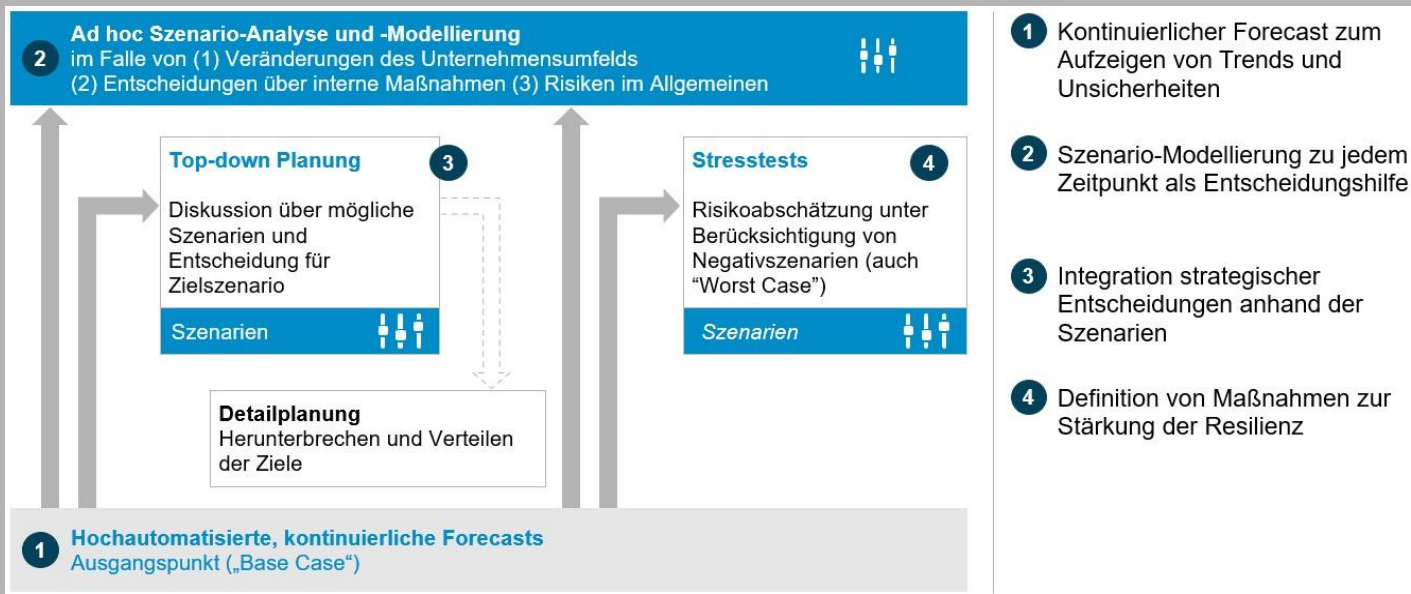 2
Ad hoc Szenario-Analyse und -Modellierung
im Falle von (1) Veränderungen des Unternehmensumfelds
(2) Entscheidungen über interne Maßnahmen (3) Risiken im Allgemeinen
Top-down Planung
3
Diskussion über mögliche
Szenarien und
Entscheidung für
Zielszenario
Szenarien
Stresstests
4
Risikoabschätzung unter
Berücksichtigung von
Negativszenarien (auch
“Worst Case”)
Szenarien
Detailplanung
Herunterbrechen und Verteilen
der Ziele
1
Hochautomatisierte, kontinuierliche Forecasts
Ausgangspunkt („Base Case“)
1
Kontinuierlicher Forecast zum
Aufzeigen von Trends und
Unsicherheiten
2
Szenario-Modellierung zu jedem
Zeitpunkt als Entscheidungshilfe
3
Integration strategischer
Entscheidungen anhand der
Szenarien
4
Definition von Maßnahmen zur
Stärkung der Resilienz